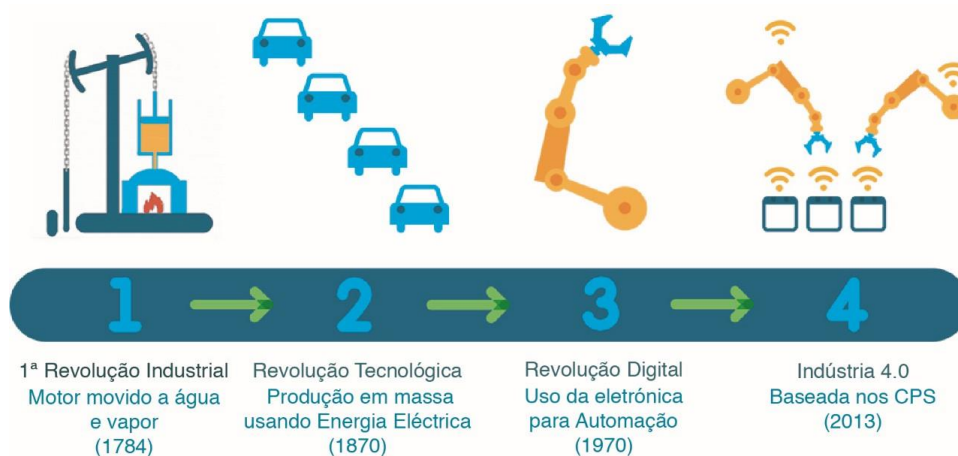 1
2
3
4
1ª Revolução Industrial
Motor movido a água
e vapor
(1784)
Revolução Tecnológica
Produção em massa
usando Energia Eléctrica
(1870)
Revolução Digital
Uso da eletrónica
para Automação
(1970)
Indústria 4.0
Baseada nos CPS
(2013)